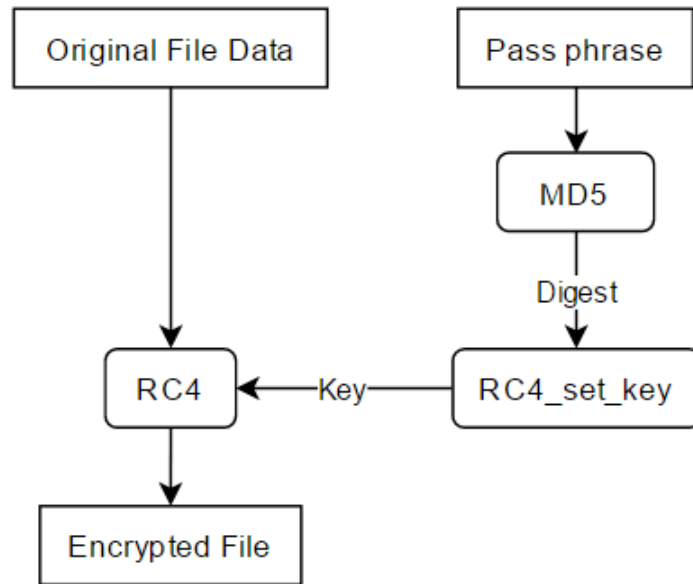 Original File Data
Pass phrase
MD5
Digest
RC4
Key
RC4_set_key
Encrypted File